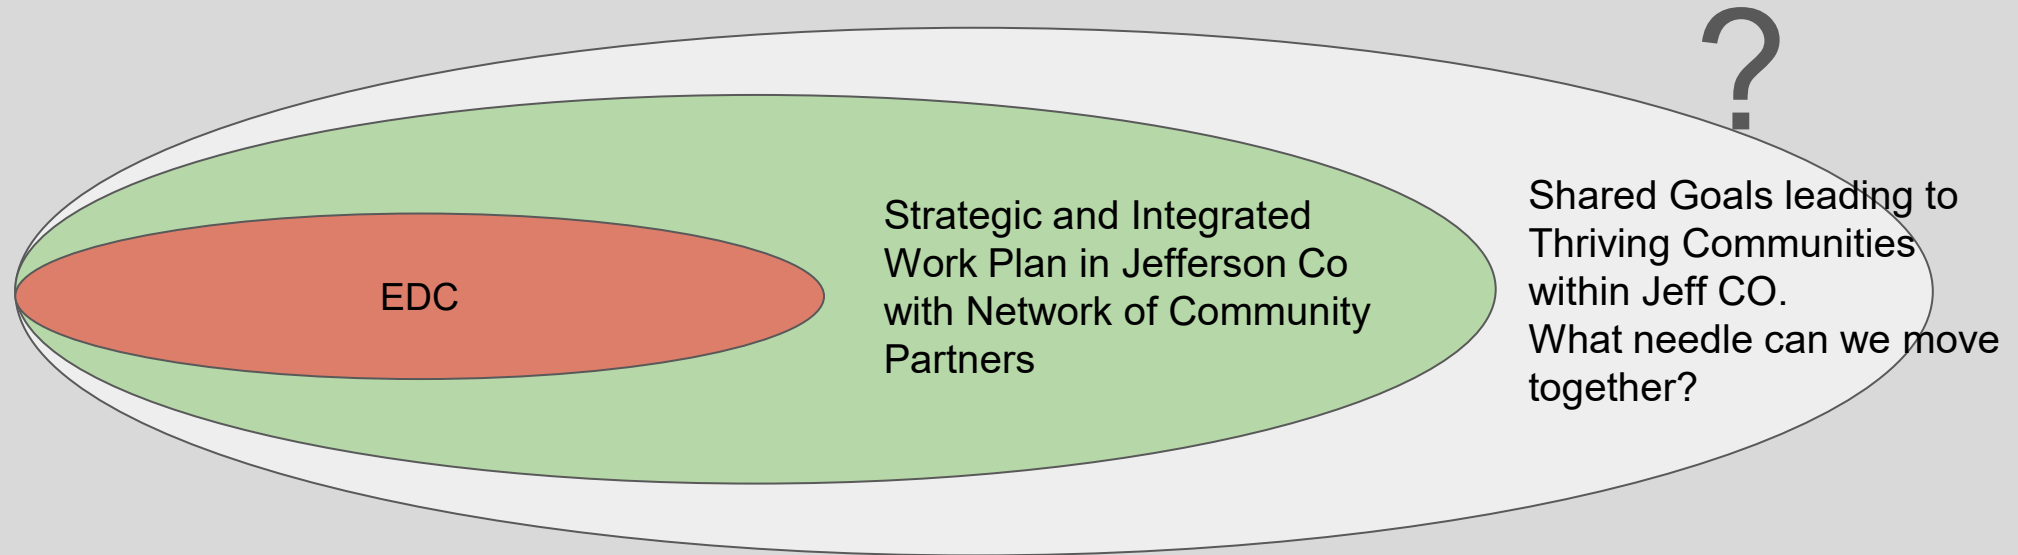 ?
EDC
Strategic and Integrated
Work Plan in Jefferson Co
with Network of Community
Partners
Shared Goals leading to
Thriving Communities
within Jeff CO.
What needle can we move
together?